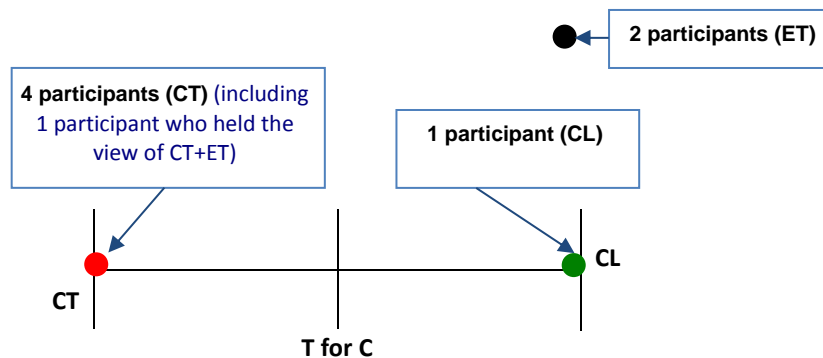 2 participants (ET)
4 participants (CT) (including
1 participant who held the
view of CT+ET)
1 participant (CL)
CL
CT
T for C